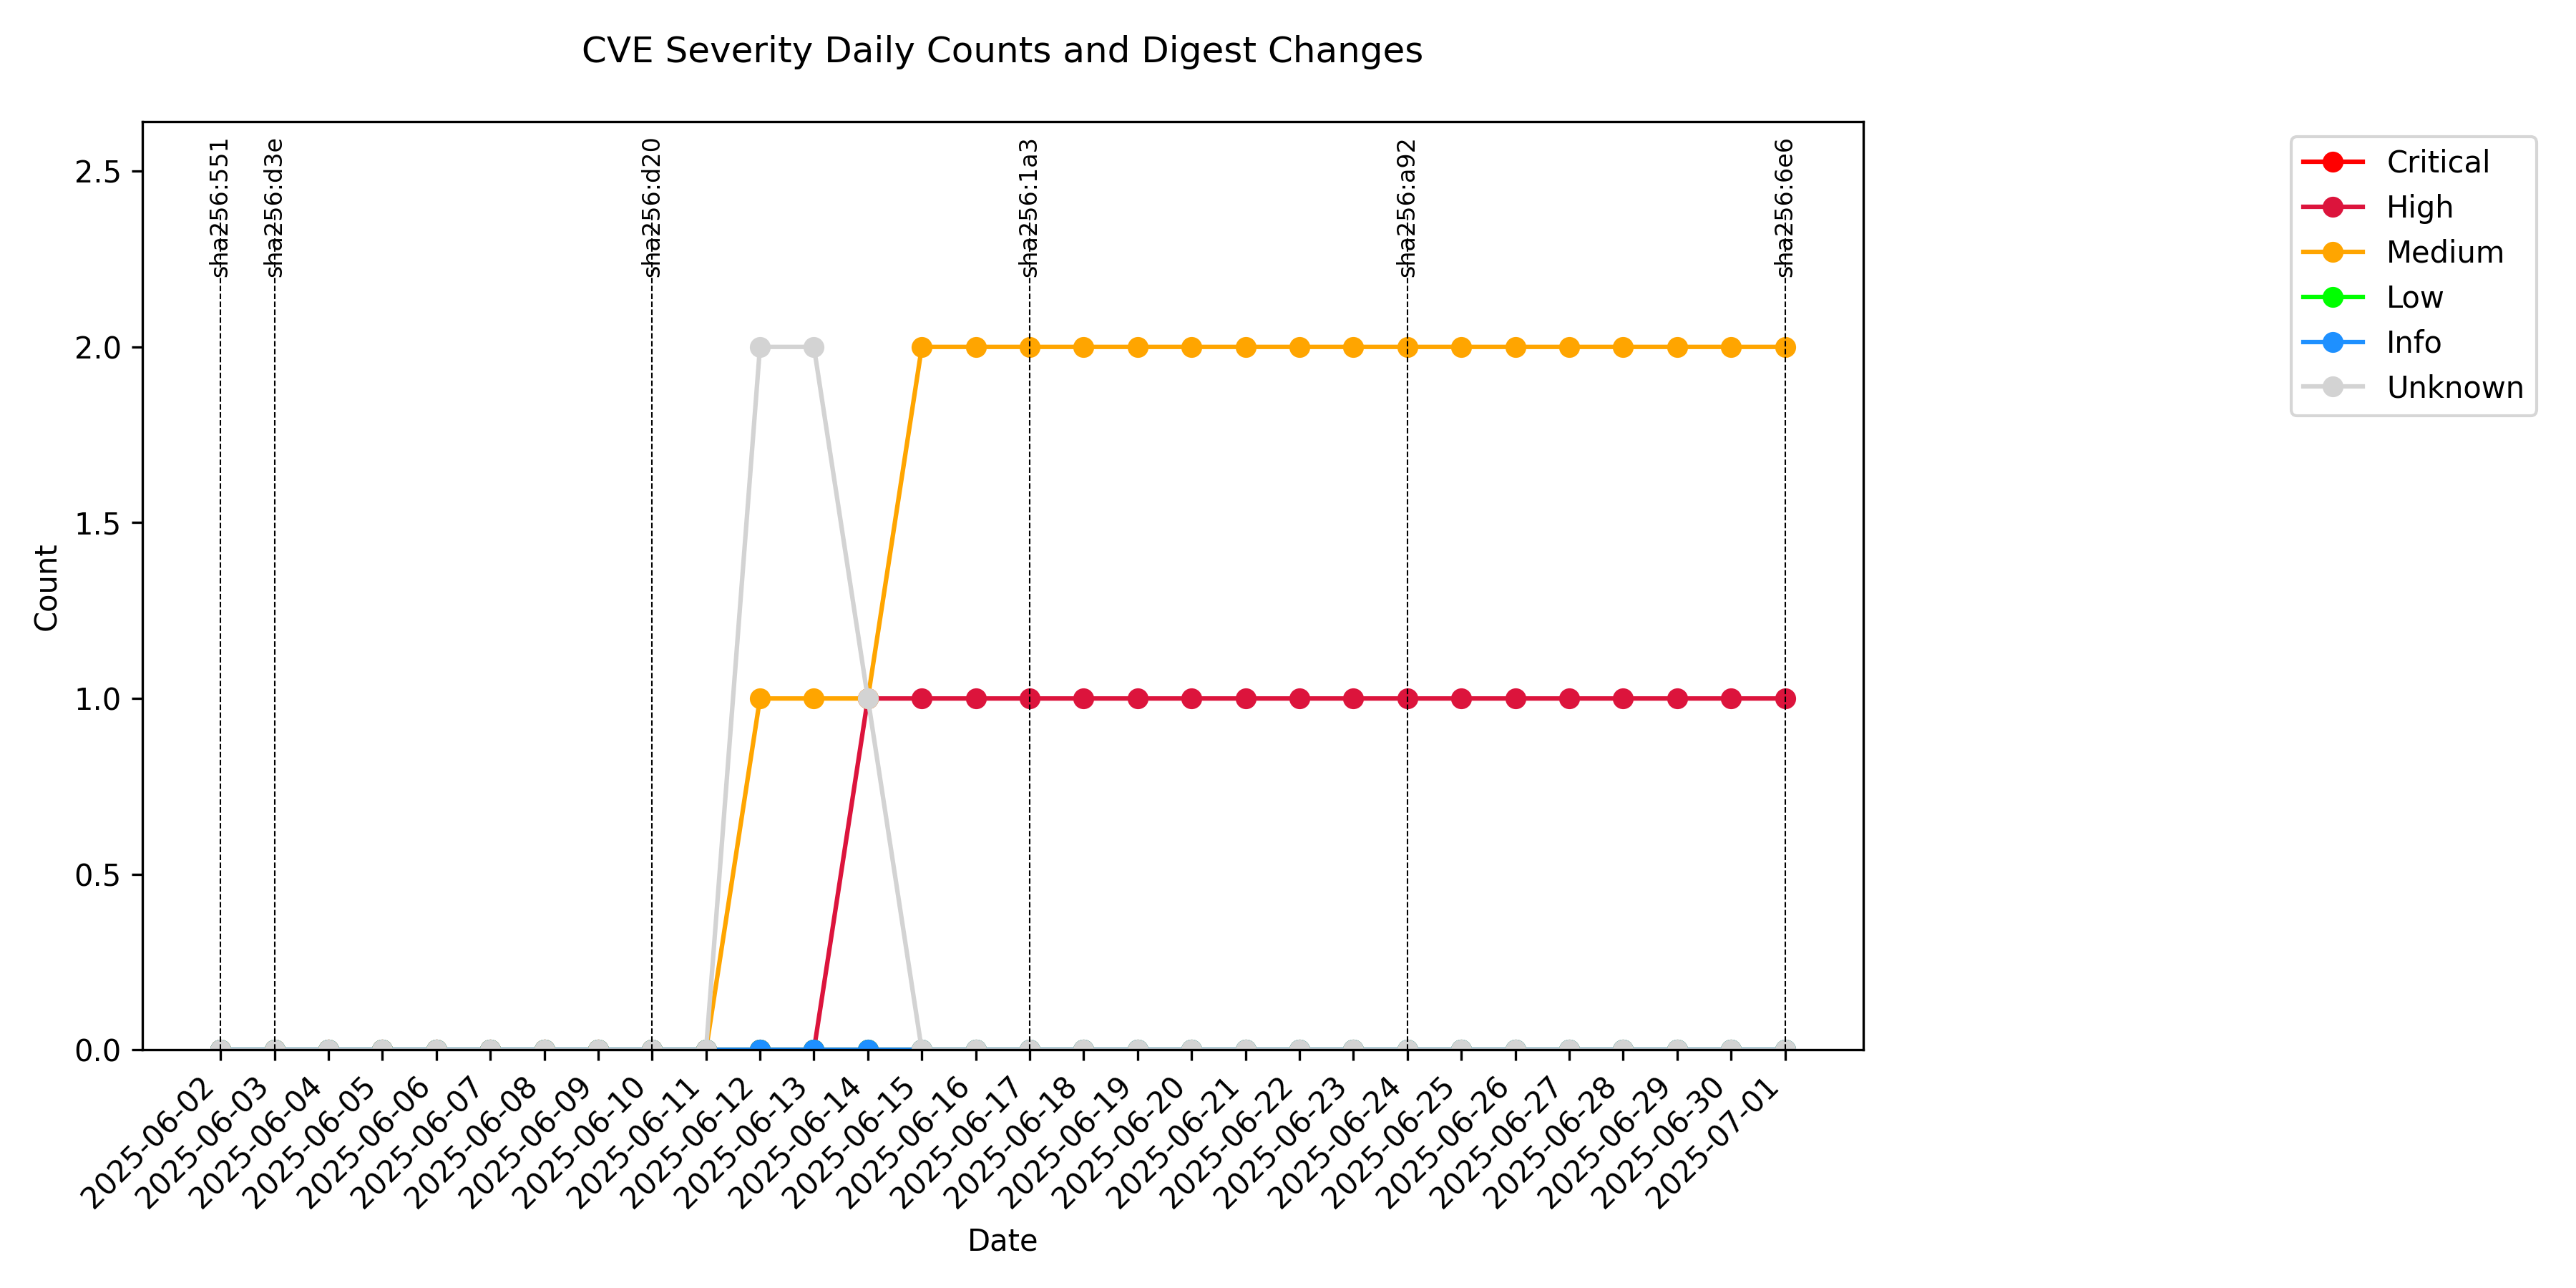 CVE Severity Daily Counts and Digest Changes
sha256:551
sha256:d3e
sha256:d20
sha256:1a3
sha256:a92
sha256:6e6
Critical
High
Medium
Low
Info
Unknown
2.5
2.0
1.5
1.0
0.5
0.0
Count
2025-06-02
2025-06-03
2025-06-04
2025-06-05
2025-06-06
2025-06-07
2025-06-08
2025-06-09
2025-06-10
2025-06-11
2025-06-12
2025-06-13
2025-06-14
2025-06-15
2025-06-16
2025-06-17
2025-06-18
2025-06-19
2025-06-20
2025-06-21
2025-06-22
2025-06-23
2025-06-24
2025-06-25
2025-06-26
2025-06-27
2025-06-28
2025-06-29
2025-06-30
2025-07-01
Date